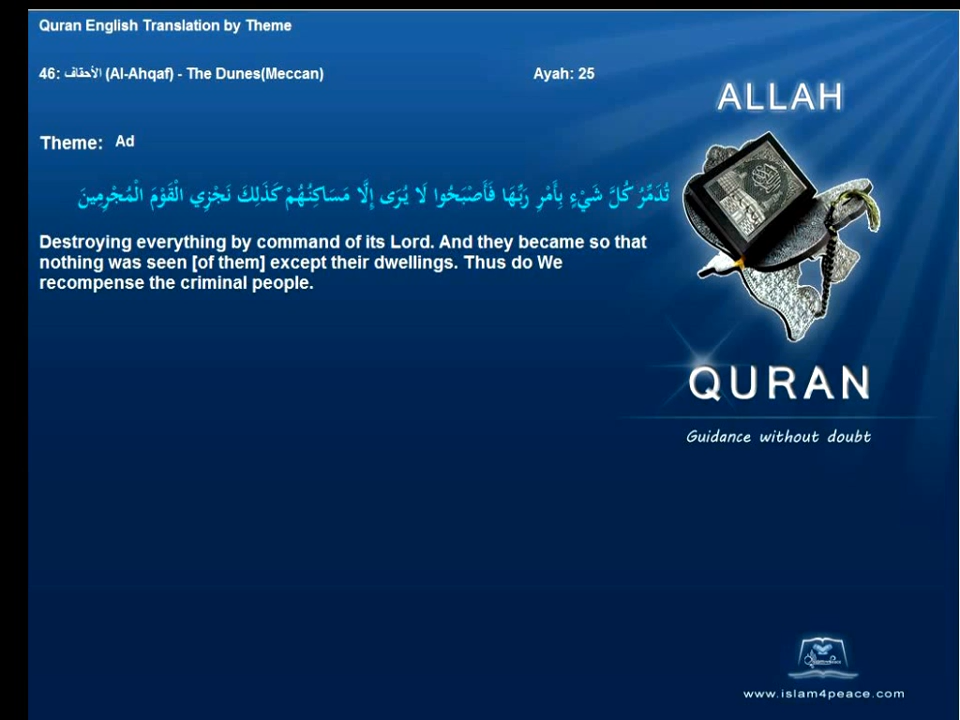 Quran English Translation by Theme
46: الأحقاف (Al-Ahqaf) - The Dunes(Meccan) Ayah: 25
ALLAH
Theme: Ad
تُدَمِّرُ كُلَّ شَيْءٍ بِأَمْرِ رَبِّهَا فَأَصْبَحُوا لَا يُرَى إِلَّا مَسَاكِنُهُمْ كَذَلِكَ نَجْزِي الْقَوْمَ الْمُجْرِمِينَ
Destroying everything by command of its Lord. And they became so that
nothing was seen [of them] except their dwellings. Thus do We
recompense the criminal people.
QURAN
Guidance without doubt
www.islam4peace.com